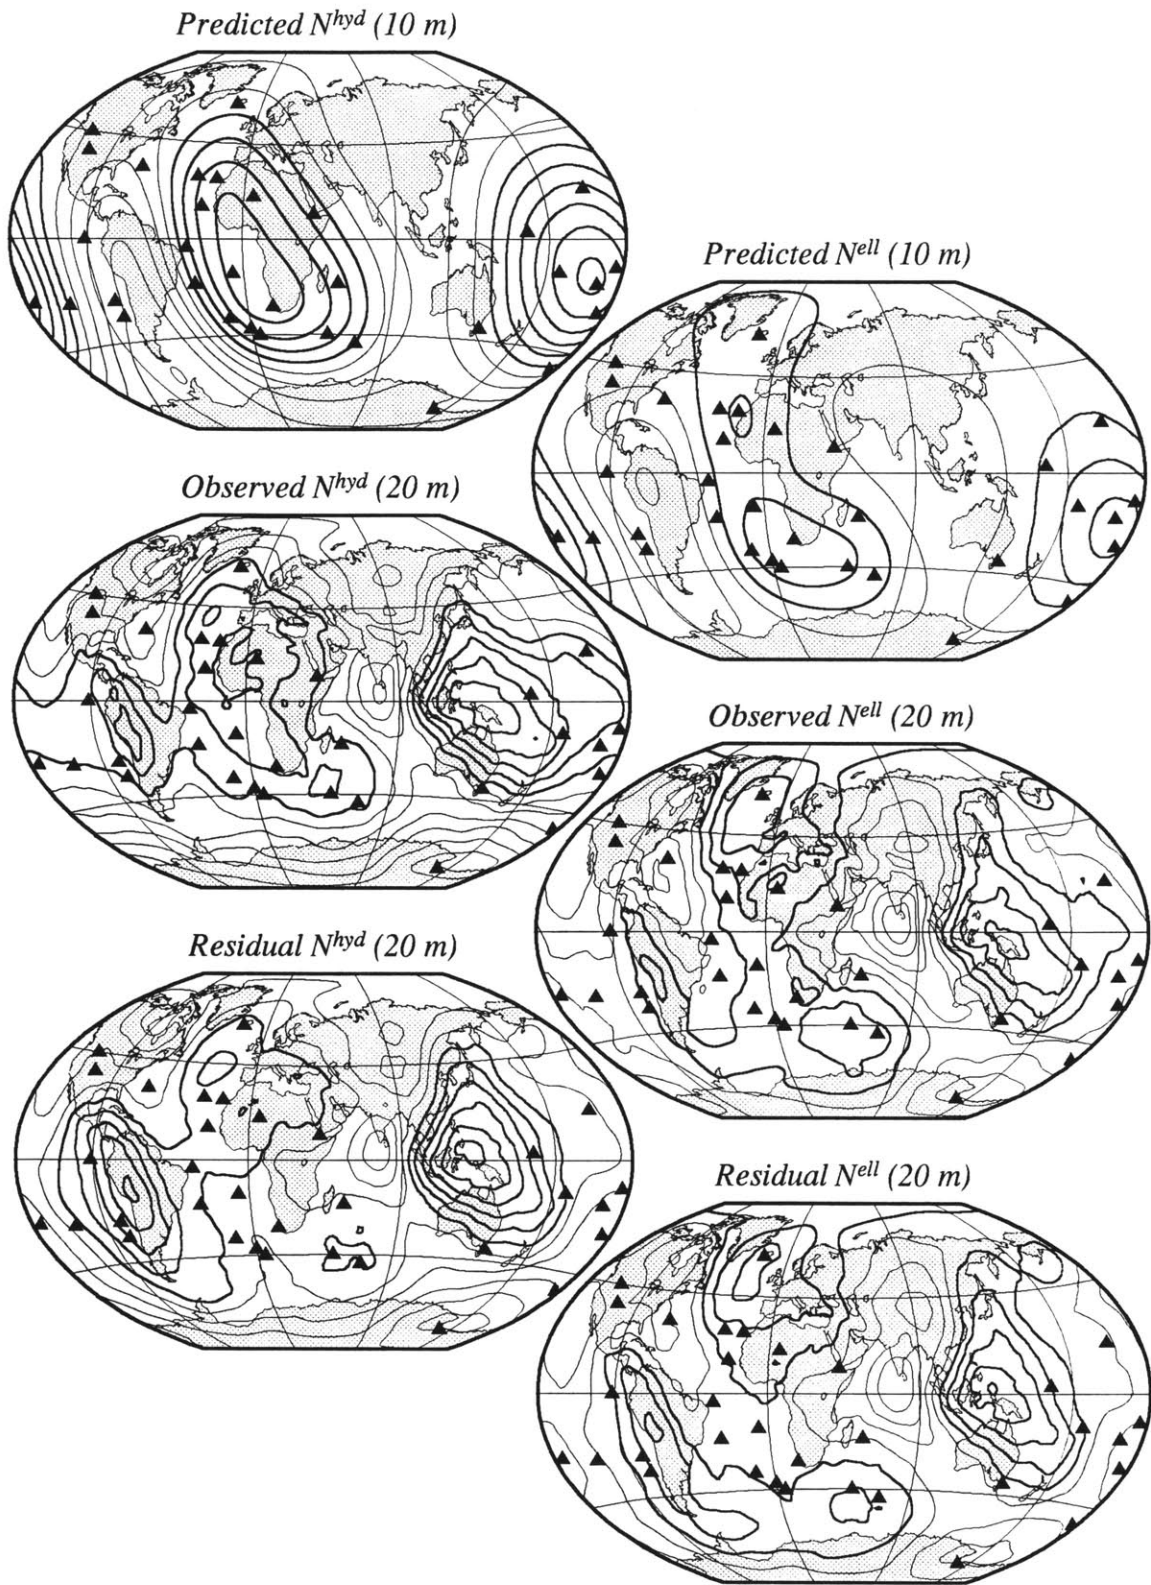 Predicted N^hyd (10 m)
Predicted N^ell (10 m)
Observed N^hyd (20 m)
Observed N^ell (20 m)
Residual N^hyd (20 m)
Residual N^ell (20 m)